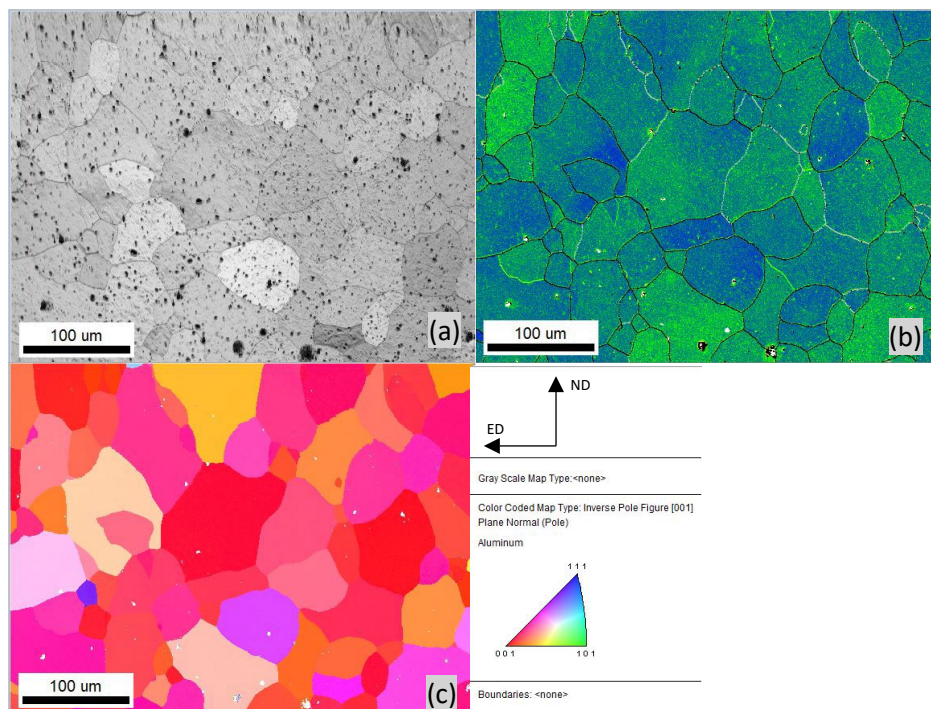 (a)
100 um
(b)
100 um
(c)
100 um
ND
ED
Gray Scale Map Type:<none>
Color Coded Map Type: Inverse Pole Figure [001]
Plane Normal (Pole)
Aluminum
1 1 1
0 0 1
1 0 1
Boundaries: <none>